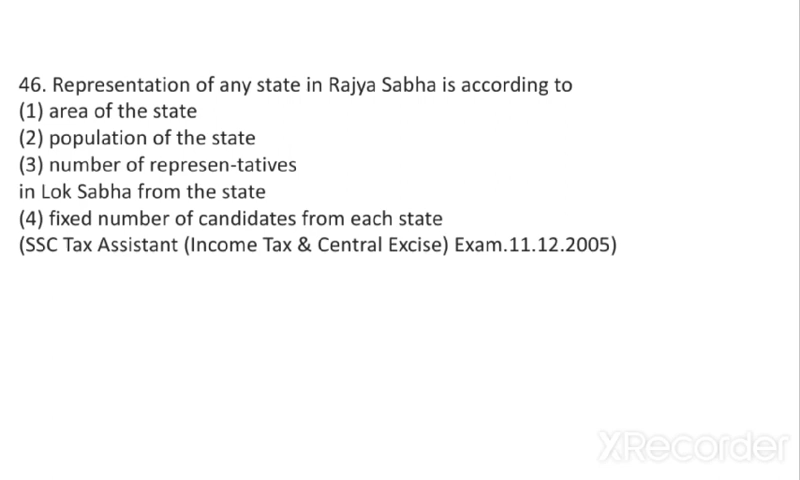 46. Representation of any state in Rajya Sabha is according to
(1) area of the state
(2) population of the state
(3) number of represen-tatives
in Lok Sabha from the state
(4) fixed number of candidates from each state
(SSC Tax Assistant (Income Tax & Central Excise) Exam.11.12.2005)
XRecorder